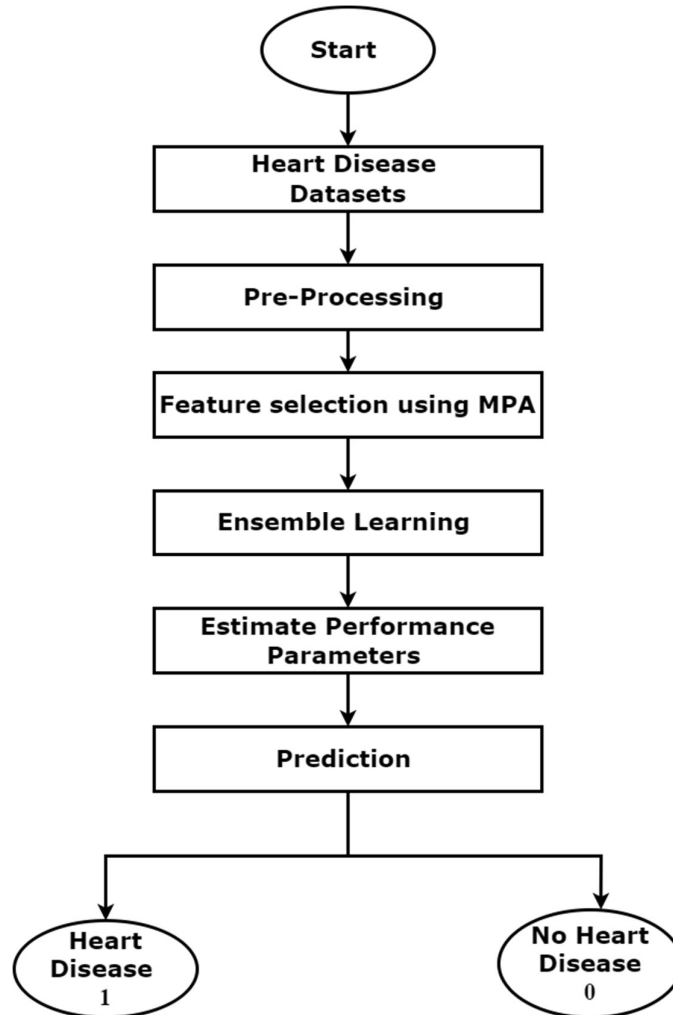 Start
Heart Disease
Datasets
Pre-Processing
Feature selection using MPA
Ensemble Learning
Estimate Performance
Parameters
Prediction
Heart
Disease
1
No Heart
Disease
0